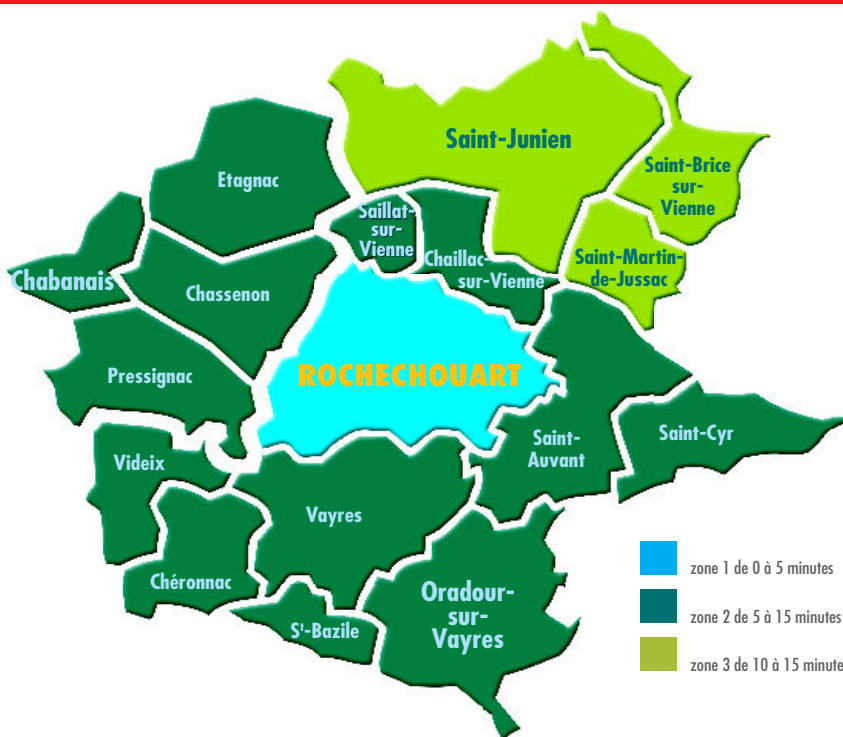 Saint-Junien
Saint-Brice
sur-
Vienne
Etagnac
Saillat-
sur-
Vienne
Chaillac-
sur-Vienne
Saint-Martin-
de-Jussac
Chabanais
Chassenon
Pressignac
ROCHECHOUART
Saint-
Auvant
Saint-Cyr
Videix
Vayres
Chéronnac
Oradour-
sur-
Vayres
St-Bazile
zone 1 de 0 à 5 minutes
zone 2 de 5 à 15 minutes
zone 3 de 10 à 15 minute